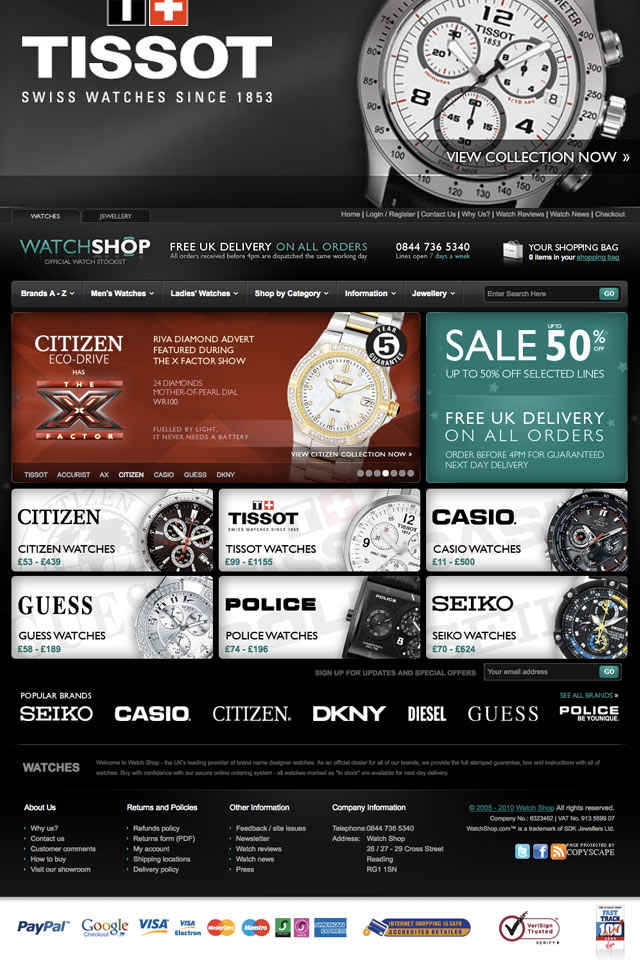 TISSOT
SWISS WATCHES SINCE 1853
TISSOT
1853
VIEW COLLECTION NOW »
WATCHES
JEWELLERY
Home | Login / Register | Contact Us | Why Us? | Watch Reviews | Watch News | Checkout
WATCHSHOP
OFFICIAL WATCH STOCKIST
FREE UK DELIVERY ON ALL ORDERS
All orders received before 4pm are dispatched the same working day
0844 736 5340
Lines open 7 days a week
YOUR SHOPPING BAG
0 items in your shopping bag
Brands A - Z
Men's Watches
Ladies' Watches
Shop by Category
Information
Jewellery
Enter Search Here
GO
CITIZEN
ECO-DRIVE
HAS
THE
X
FACTOR
RIVA DIAMOND ADVERT
FEATURED DURING
THE X FACTOR SHOW
24 DIAMONDS
MOTHER-OF-PEARL DIAL
WR100
FUELLED BY LIGHT,
IT NEVER NEEDS A BATTERY
5 YEAR GUARANTEE
VIEW CITIZEN COLLECTION NOW »
TISSOT ACCURIST AX CITIZEN CASIO GUESS DKNY
SALE UP TO 50% OFF
UP TO 50% OFF SELECTED LINES
FREE UK DELIVERY
ON ALL ORDERS
ORDER BEFORE 4PM FOR GUARANTEED
NEXT DAY DELIVERY
CITIZEN
CITIZEN WATCHES
£53 - £439
TISSOT
SWISS WATCHES SINCE 1853
TISSOT WATCHES
£99 - £1155
CASIO
CASIO WATCHES
£11 - £500
GUESS
GUESS WATCHES
£58 - £189
POLICE
POLICE WATCHES
£74 - £196
SEIKO
SEIKO WATCHES
£70 - £624
SIGN UP FOR UPDATES AND SPECIAL OFFERS
Your email address
GO
POPULAR BRANDS
SEE ALL BRANDS »
SEIKO CASIO CITIZEN DKNY DIESEL GUESS POLICE
BE YOUNIQUE.
WATCHES
Welcome to Watch Shop - the UK's leading provider of brand name designer watches. As an official dealer for all of our brands, we provide the full stamped guarantee, box and instructions with all of
watches. Buy with confidence with our secure online ordering system - all watches marked as "in stock" are available for next day delivery.
About Us
Why us?
Contact us
Customer comments
How to buy
Visit our showroom
Returns and Policies
Refunds policy
Returns form (PDF)
My account
Shipping locations
Delivery policy
Other Information
Feedback / site issues
Newsletter
Watch reviews
Watch news
Press
Company Information
Telephone: 0844 736 5340
Address: Watch Shop
26 / 27 - 29 Cross Street
Reading
RG1 1SN
© 2005 - 2010 Watch Shop All rights reserved.
Company No.: 6323462 | VAT No. 913 5599 07
WatchShop.com™ is a trademark of SDK Jewellers Ltd.
PAGE PROTECTED BY
COPYSCAPE
PayPal
Google
Checkout
VISA
VISA
Electron
MasterCard
Maestro
AMERICAN EXPRESS
INTERNET SHOPPING IS SAFE
ACCREDITED RETAILER
VeriSign
Trusted
VERIFY
FAST
TRACK
100